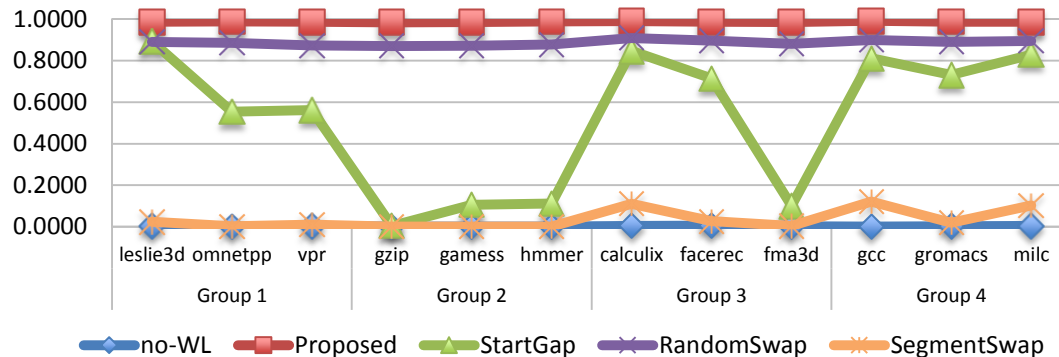 1.0000
0.8000
0.6000
0.4000
0.2000
0.0000
leslie3d omnetpp vpr gzip gamess hmmer calculix facerec fma3d gcc gromacs milc
Group 1 Group 2 Group 3 Group 4
no-WL Proposed StartGap RandomSwap SegmentSwap